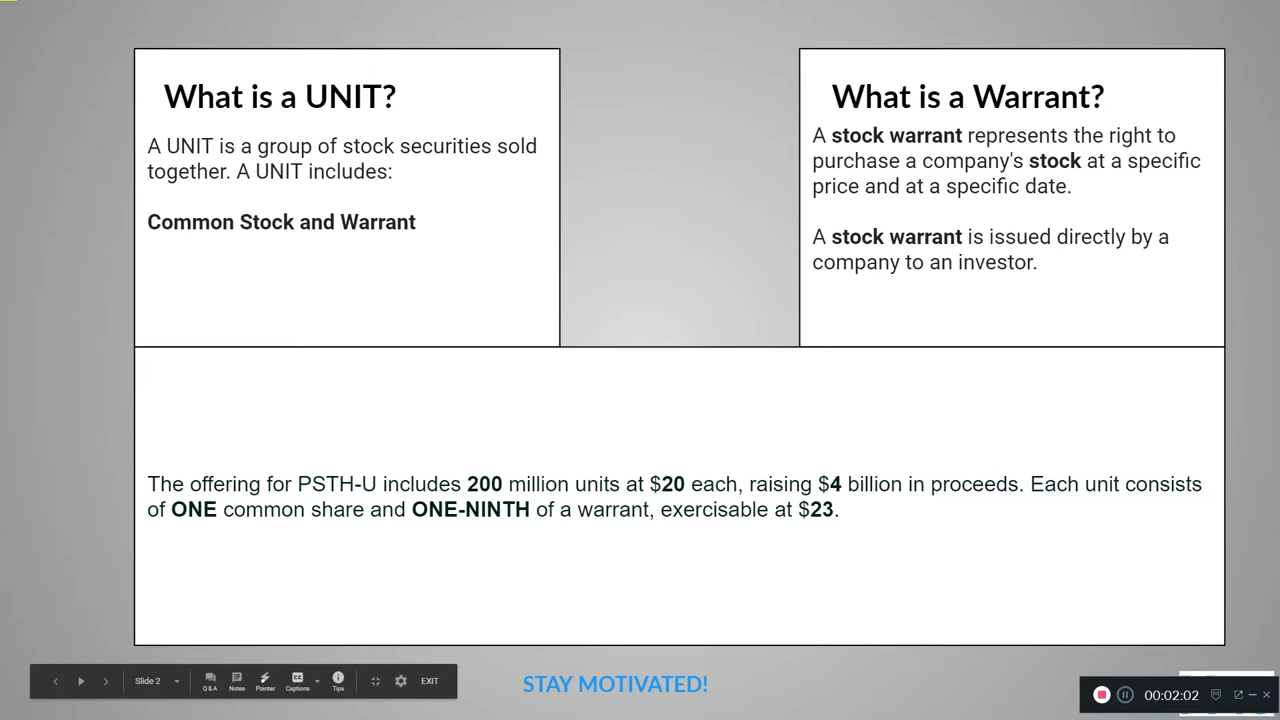 What is a UNIT?
A UNIT is a group of stock securities sold
together. A UNIT includes:
Common Stock and Warrant
What is a Warrant?
A stock warrant represents the right to
purchase a company's stock at a specific
price and at a specific date.
A stock warrant is issued directly by a
company to an investor.
The offering for PSTH-U includes 200 million units at $20 each, raising $4 billion in proceeds. Each unit consists
of ONE common share and ONE-NINTH of a warrant, exercisable at $23.
Slide 2
Q&A
Notes
Pointer
Captions
Tips
EXIT
STAY MOTIVATED!
00:02:02